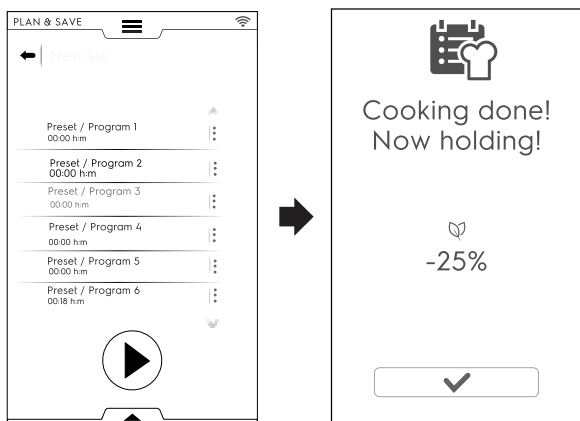 PLAN & SAVE
New list
Preset / Program 1
00:00 h:m
Preset / Program 2
00:00 h:m
Preset / Program 3
00:00 h:m
Preset / Program 4
00:00 h:m
Preset / Program 5
00:00 h:m
Preset / Program 6
00:18 h:m
Cooking done!
Now holding!
-25%